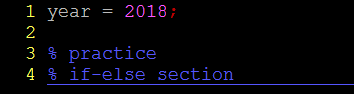 1 year = 2018;
2
3 % practice
4 % if-else section